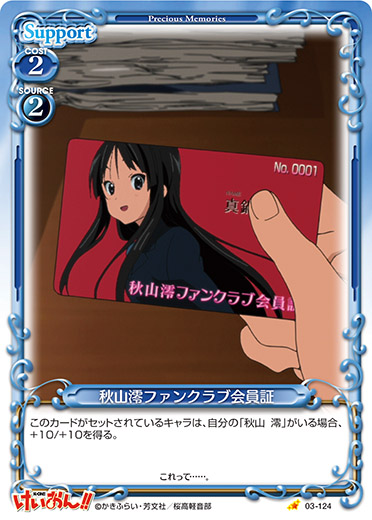 Precious Memories
Support
COST
2
SOURCE
2
No. 0001
秋山澪ファンクラブ会員証
秋山澪ファンクラブ会員証
このカードがセットされているキャラは、自分の「秋山 澪」がいる場合、
+10/+10を得る。
これって……。
K-ON!!
けいおん!!
©かきふらい・芳文社/桜高軽音部
03-124